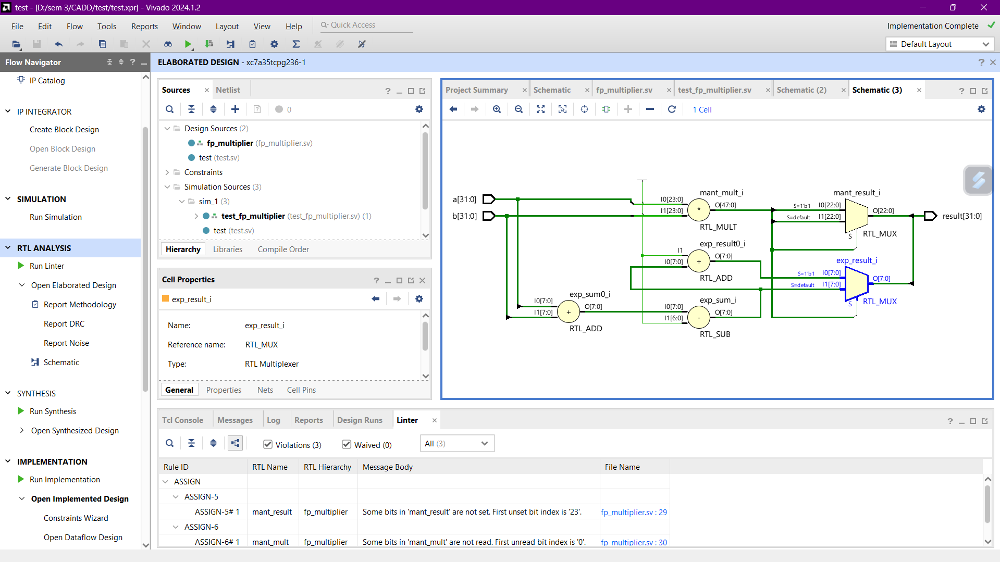 test - [D:/sem 3/CADD/test/test.xpr] - Vivado 2024.1.2
File Edit Flow Tools Reports Window Layout View Help Quick Access
Implementation Complete
Default Layout
Flow Navigator
IP Catalog
IP INTEGRATOR
Create Block Design
Open Block Design
Generate Block Design
SIMULATION
Run Simulation
RTL ANALYSIS
Run Linter
Open Elaborated Design
Report Methodology
Report DRC
Report Noise
Schematic
SYNTHESIS
Run Synthesis
Open Synthesized Design
IMPLEMENTATION
Run Implementation
Open Implemented Design
Constraints Wizard
Open Dataflow Design
ELABORATED DESIGN - xc7a35tcpg236-1
Sources Netlist
0
Design Sources (2)
fp_multiplier (fp_multiplier.sv)
test (test.sv)
Constraints
Simulation Sources (3)
sim_1 (3)
test_fp_multiplier (test_fp_multiplier.sv) (1)
test (test.sv)
Hierarchy Libraries Compile Order
Cell Properties
exp_result_i
Name: exp_result_i
Reference name: RTL_MUX
Type: RTL Multiplexer
General Properties Nets Cell Pins
Project Summary Schematic fp_multiplier.sv test_fp_multiplier.sv Schematic (2) Schematic (3)
1 Cell
a[31:0]
b[31:0]
mant_mult_i
I0[23:0]
I1[23:0]
*
O[47:0]
RTL_MULT
mant_result_i
S=1'b1 I0[22:0]
S=default I1[22:0]
O[22:0]
S
RTL_MUX
result[31:0]
exp_result0_i
I1
I0[7:0]
+
O[7:0]
RTL_ADD
exp_result_i
S=1'b1 I0[7:0]
S=default I1[7:0]
O[7:0]
S
RTL_MUX
exp_sum0_i
I0[7:0]
I1[7:0]
+
O[7:0]
RTL_ADD
exp_sum_i
I0[7:0]
I1[6:0]
-
O[7:0]
RTL_SUB
Tcl Console Messages Log Reports Design Runs Linter
Violations (3) Waived (0) All (3)
Rule ID RTL Name RTL Hierarchy Message Body File Name
ASSIGN
ASSIGN-5
ASSIGN-5# 1 mant_result fp_multiplier Some bits in 'mant_result' are not set. First unset bit index is '23'. fp_multiplier.sv : 29
ASSIGN-6
ASSIGN-6# 1 mant_mult fp_multiplier Some bits in 'mant_mult' are not read. First unread bit index is '0'. fp_multiplier.sv : 30